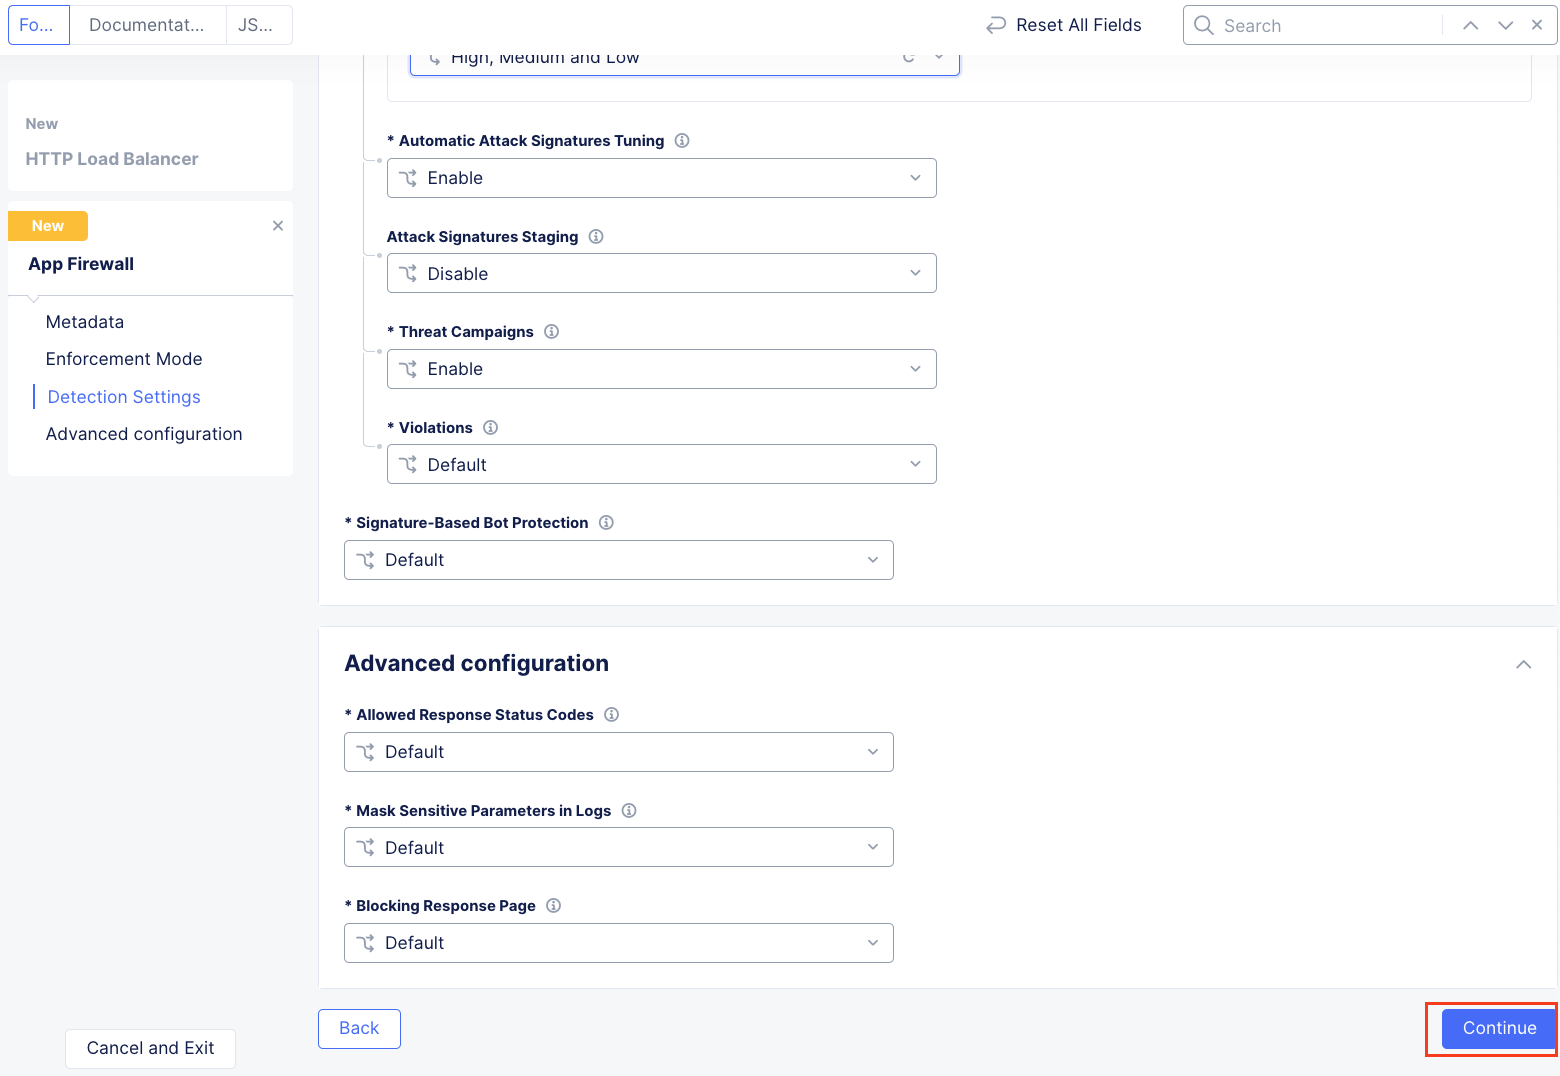 Fo...
Documentat...
JS...
Reset All Fields
Search
New
HTTP Load Balancer
New
App Firewall
Metadata
Enforcement Mode
Detection Settings
Advanced configuration
Cancel and Exit
High, Medium and Low
* Automatic Attack Signatures Tuning
Enable
Attack Signatures Staging
Disable
* Threat Campaigns
Enable
* Violations
Default
* Signature-Based Bot Protection
Default
Advanced configuration
* Allowed Response Status Codes
Default
* Mask Sensitive Parameters in Logs
Default
* Blocking Response Page
Default
Back
Continue